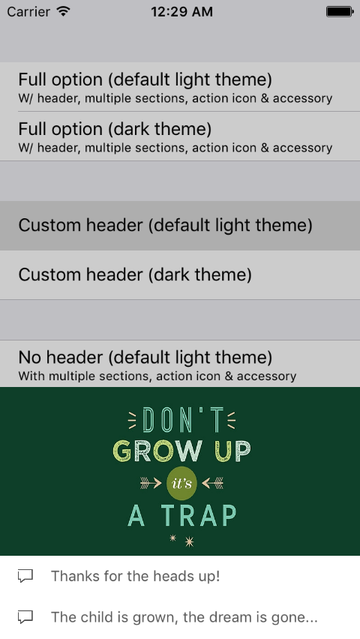 Carrier 12:29 AM
Full option (default light theme)
W/ header, multiple sections, action icon & accessory
Full option (dark theme)
W/ header, multiple sections, action icon & accessory
Custom header (default light theme)
Custom header (dark theme)
No header (default light theme)
With multiple sections, action icon & accessory
DON'T
GROW UP
it's
A TRAP
Thanks for the heads up!
The child is grown, the dream is gone...